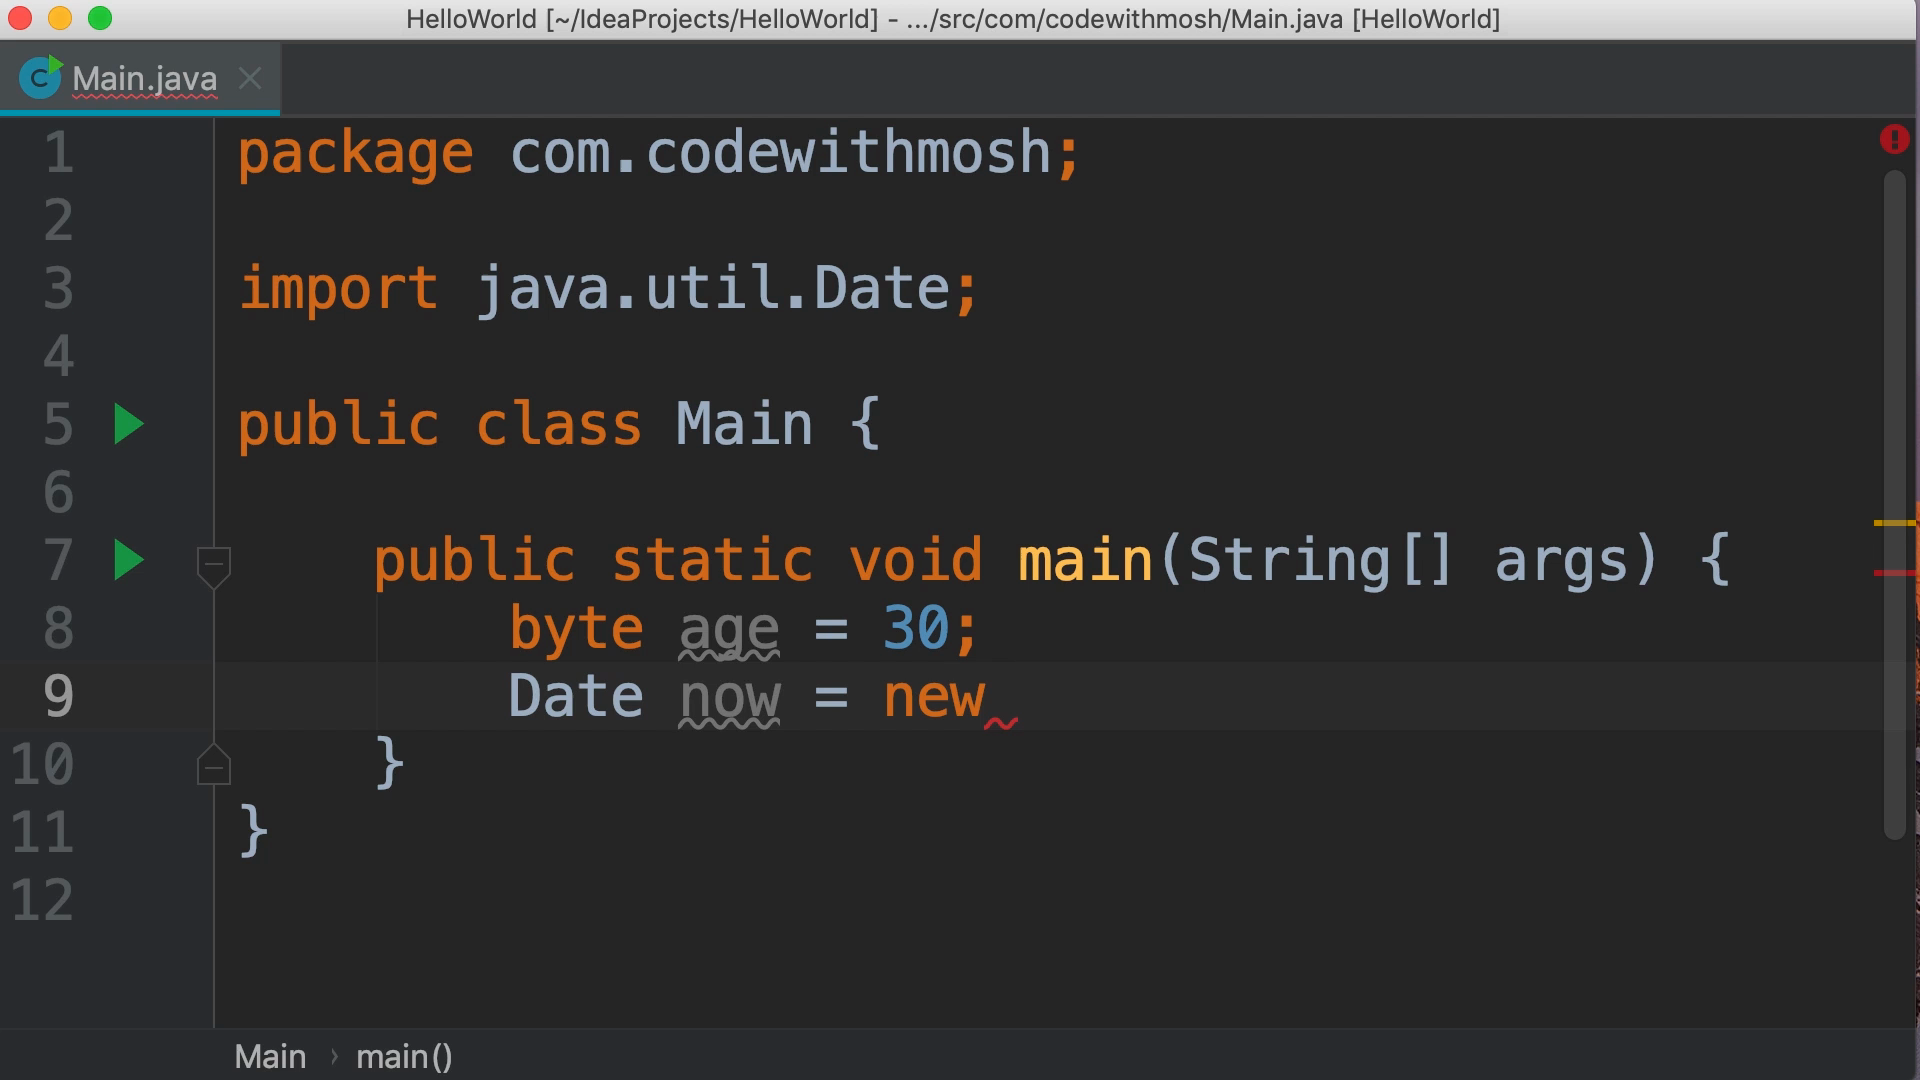 HelloWorld [~/IdeaProjects/HelloWorld] - .../src/com/codewithmosh/Main.java [HelloWorld]
C Main.java
1 package com.codewithmosh;
2
3 import java.util.Date;
4
5 public class Main {
6
7 public static void main(String[] args) {
8 byte age = 30;
9 Date now = new
10 }
11 }
12
Main › main()